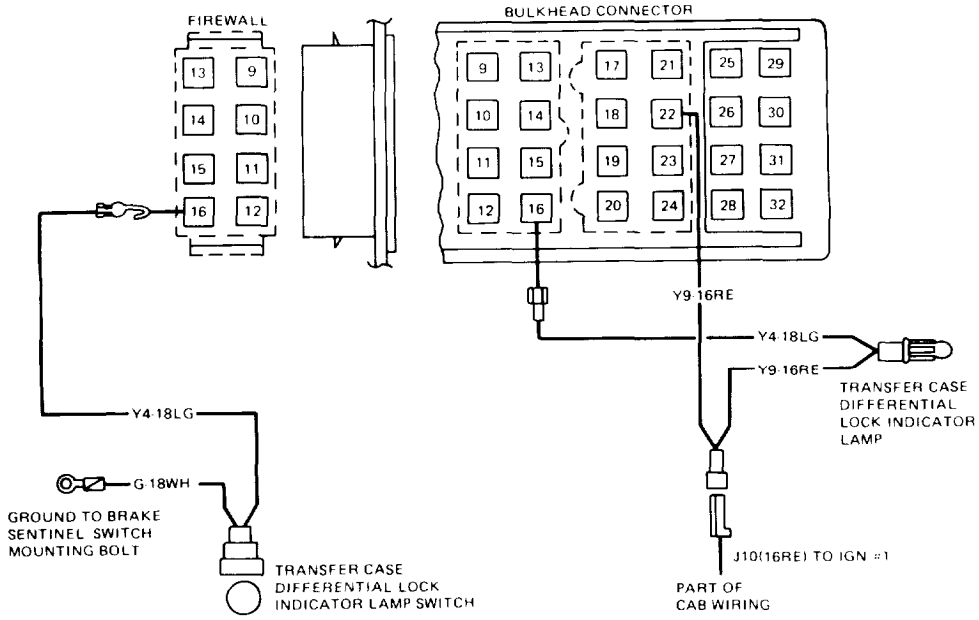 BULKHEAD CONNECTOR
FIREWALL
13 9
14 10
15 11
16 12
9 13
10 14
11 15
12 16
17 21
18 22
19 23
20 24
25 29
26 30
27 31
28 32
Y9-16RE
Y4-18LG
Y9-16RE
TRANSFER CASE
DIFFERENTIAL
LOCK INDICATOR
LAMP
Y4-18LG
G-18WH
GROUND TO BRAKE
SENTINEL SWITCH
MOUNTING BOLT
TRANSFER CASE
DIFFERENTIAL LOCK
INDICATOR LAMP SWITCH
J10(16RE) TO IGN #1
PART OF
CAB WIRING